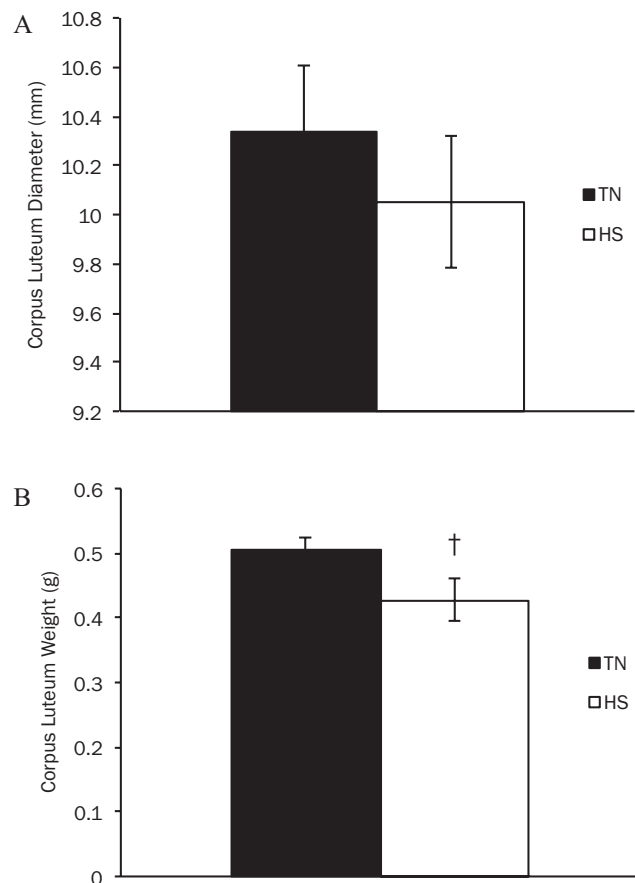 A
Corpus Luteum Diameter (mm)
10.8
10.6
10.4
10.2
10
9.8
9.6
9.4
9.2
TN
HS
B
Corpus Luteum Weight (g)
0.6
0.5
0.4
0.3
0.2
0.1
0
†
TN
HS